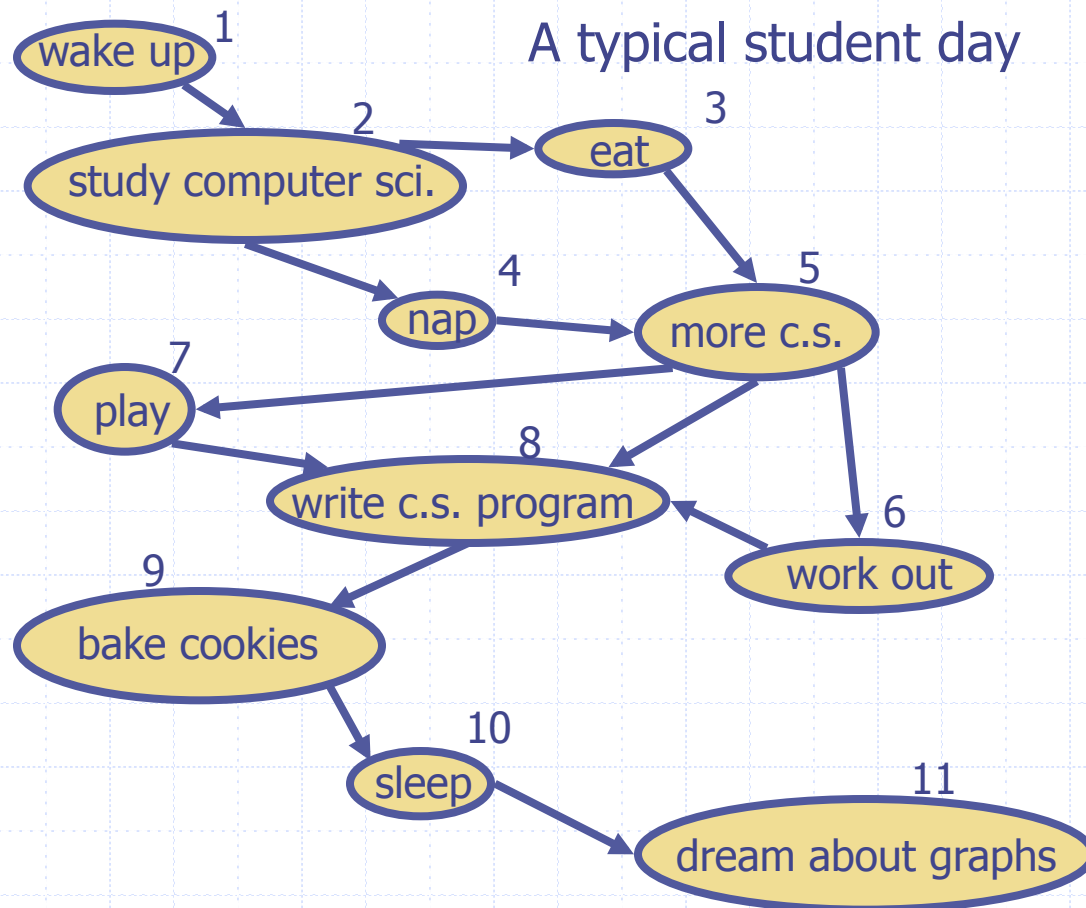 A typical student day
1
wake up
2
study computer sci.
3
eat
4
nap
5
more c.s.
7
play
8
write c.s. program
6
work out
9
bake cookies
10
sleep
11
dream about graphs